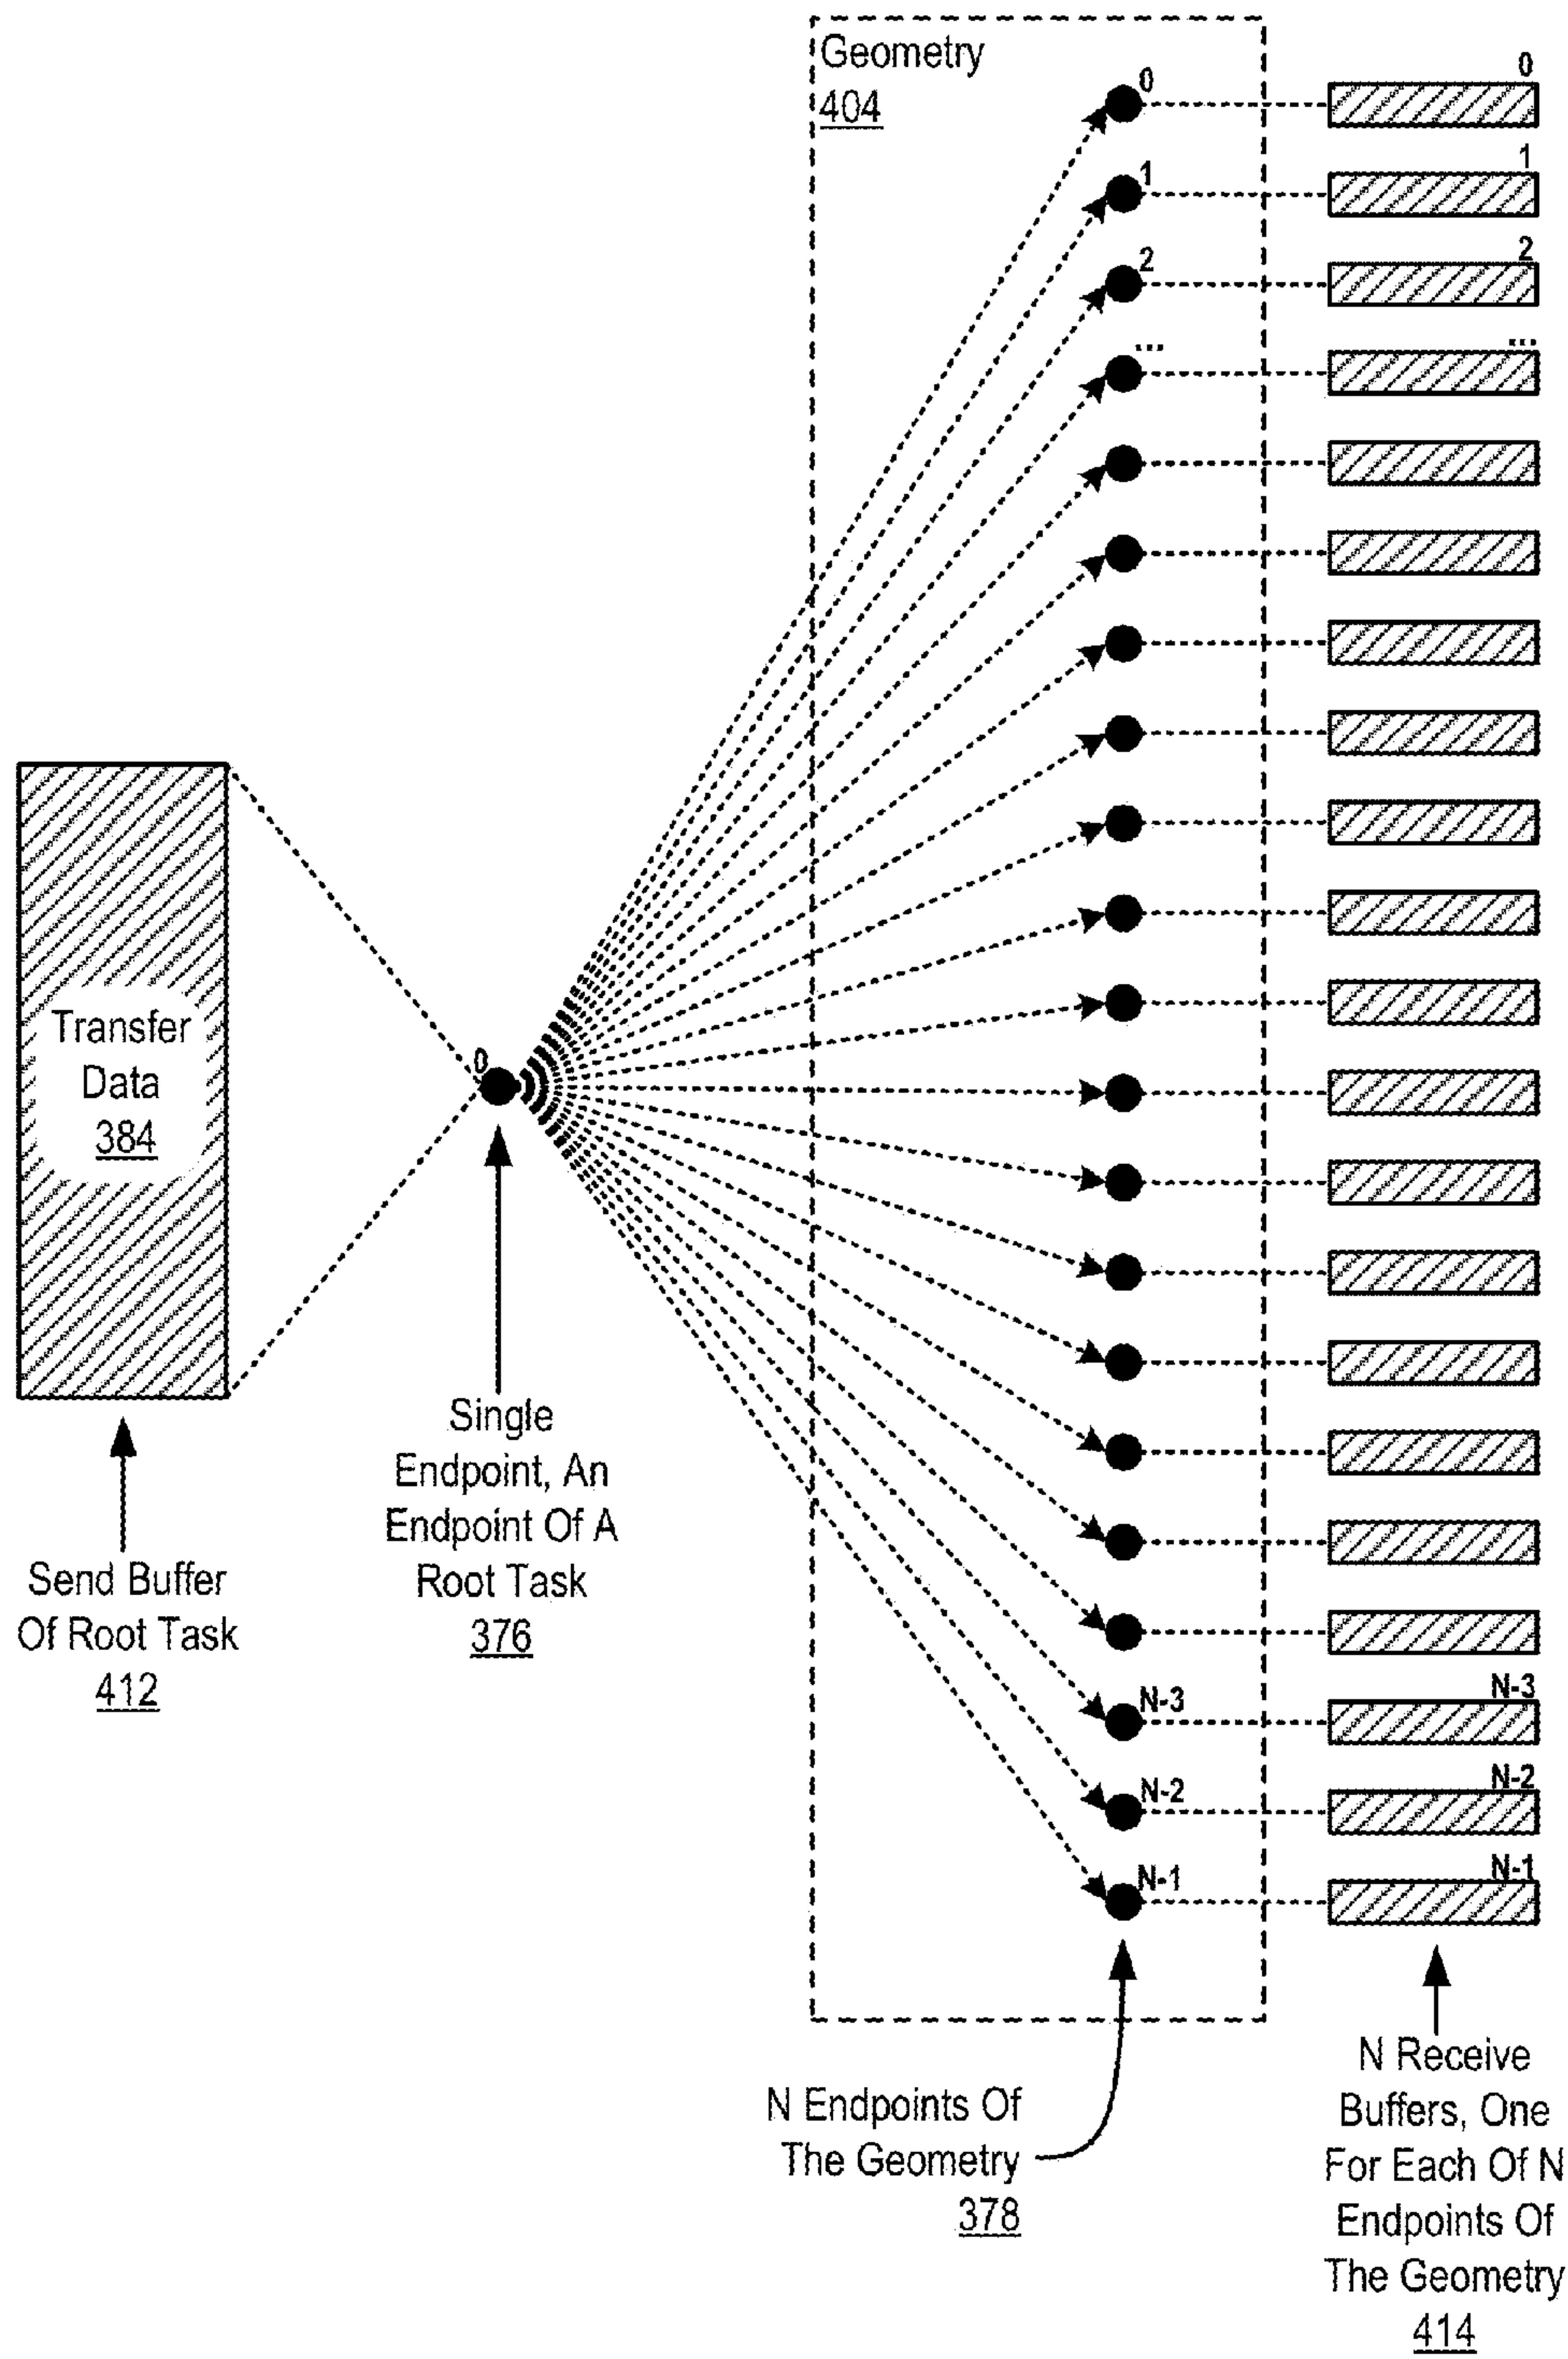 Geometry
404
0
0
1
1
2
2
...
...
Transfer
Data
384
0
Single
Endpoint, An
Endpoint Of A
Root Task
376
Send Buffer
Of Root Task
412
N-3
N-3
N-2
N-2
N-1
N-1
N Endpoints Of
The Geometry
378
N Receive
Buffers, One
For Each Of N
Endpoints Of
The Geometry
414